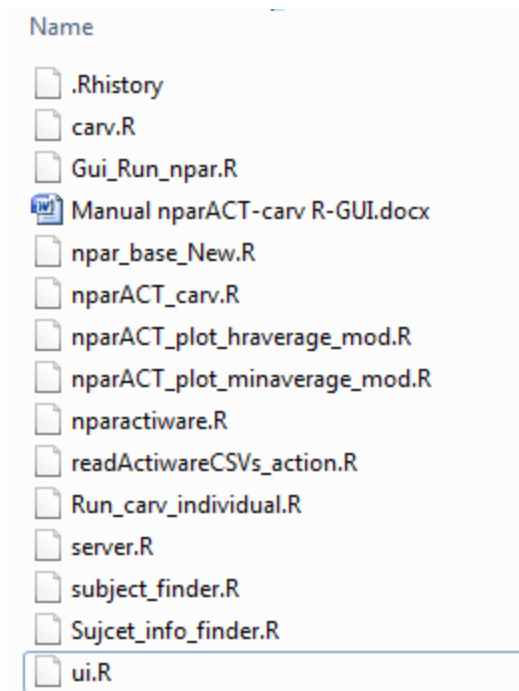 Name
.Rhistory
carv.R
Gui_Run_npar.R
Manual nparACT-carv R-GUI.docx
npar_base_New.R
nparACT_carv.R
nparACT_plot_hraverage_mod.R
nparACT_plot_minaverage_mod.R
nparactiware.R
readActiwareCSVs_action.R
Run_carv_individual.R
server.R
subject_finder.R
Sujcet_info_finder.R
ui.R